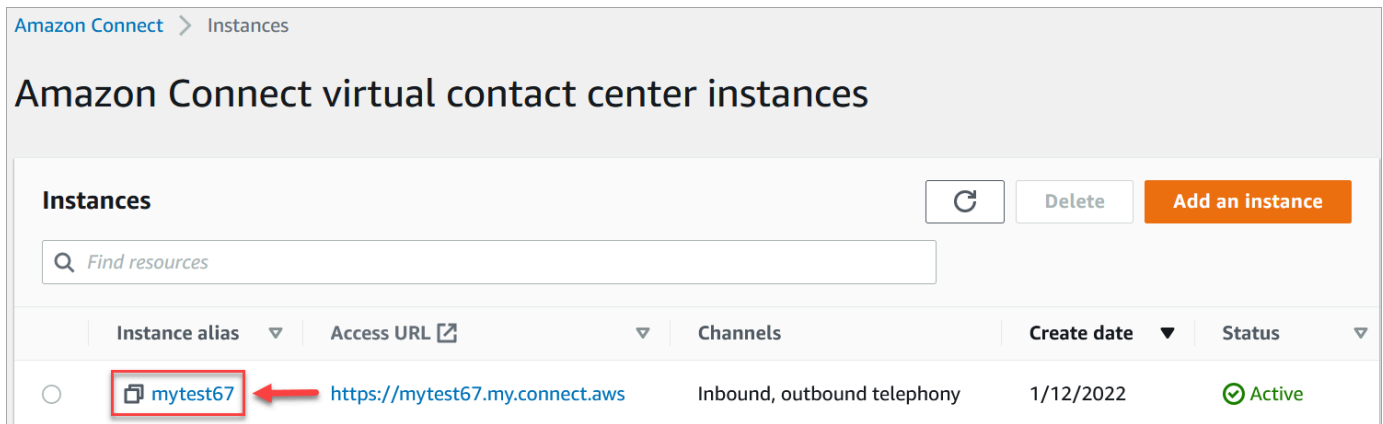 Amazon Connect > Instances
Amazon Connect virtual contact center instances
Instances
Delete
Add an instance
Find resources
Instance alias Access URL Channels Create date Status
mytest67 https://mytest67.my.connect.aws Inbound, outbound telephony 1/12/2022 Active